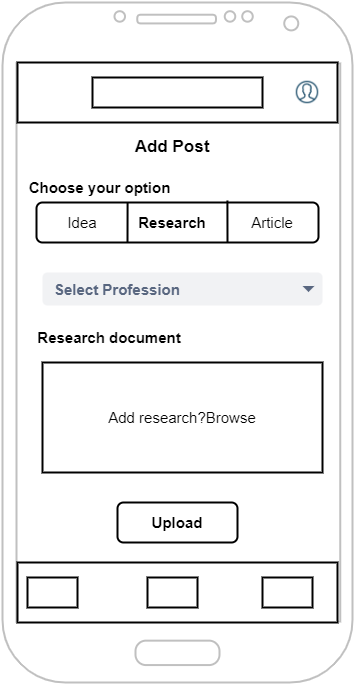 Add Post
Choose your option
Idea Research Article
Select Profession
Research document
Add research?Browse
Upload